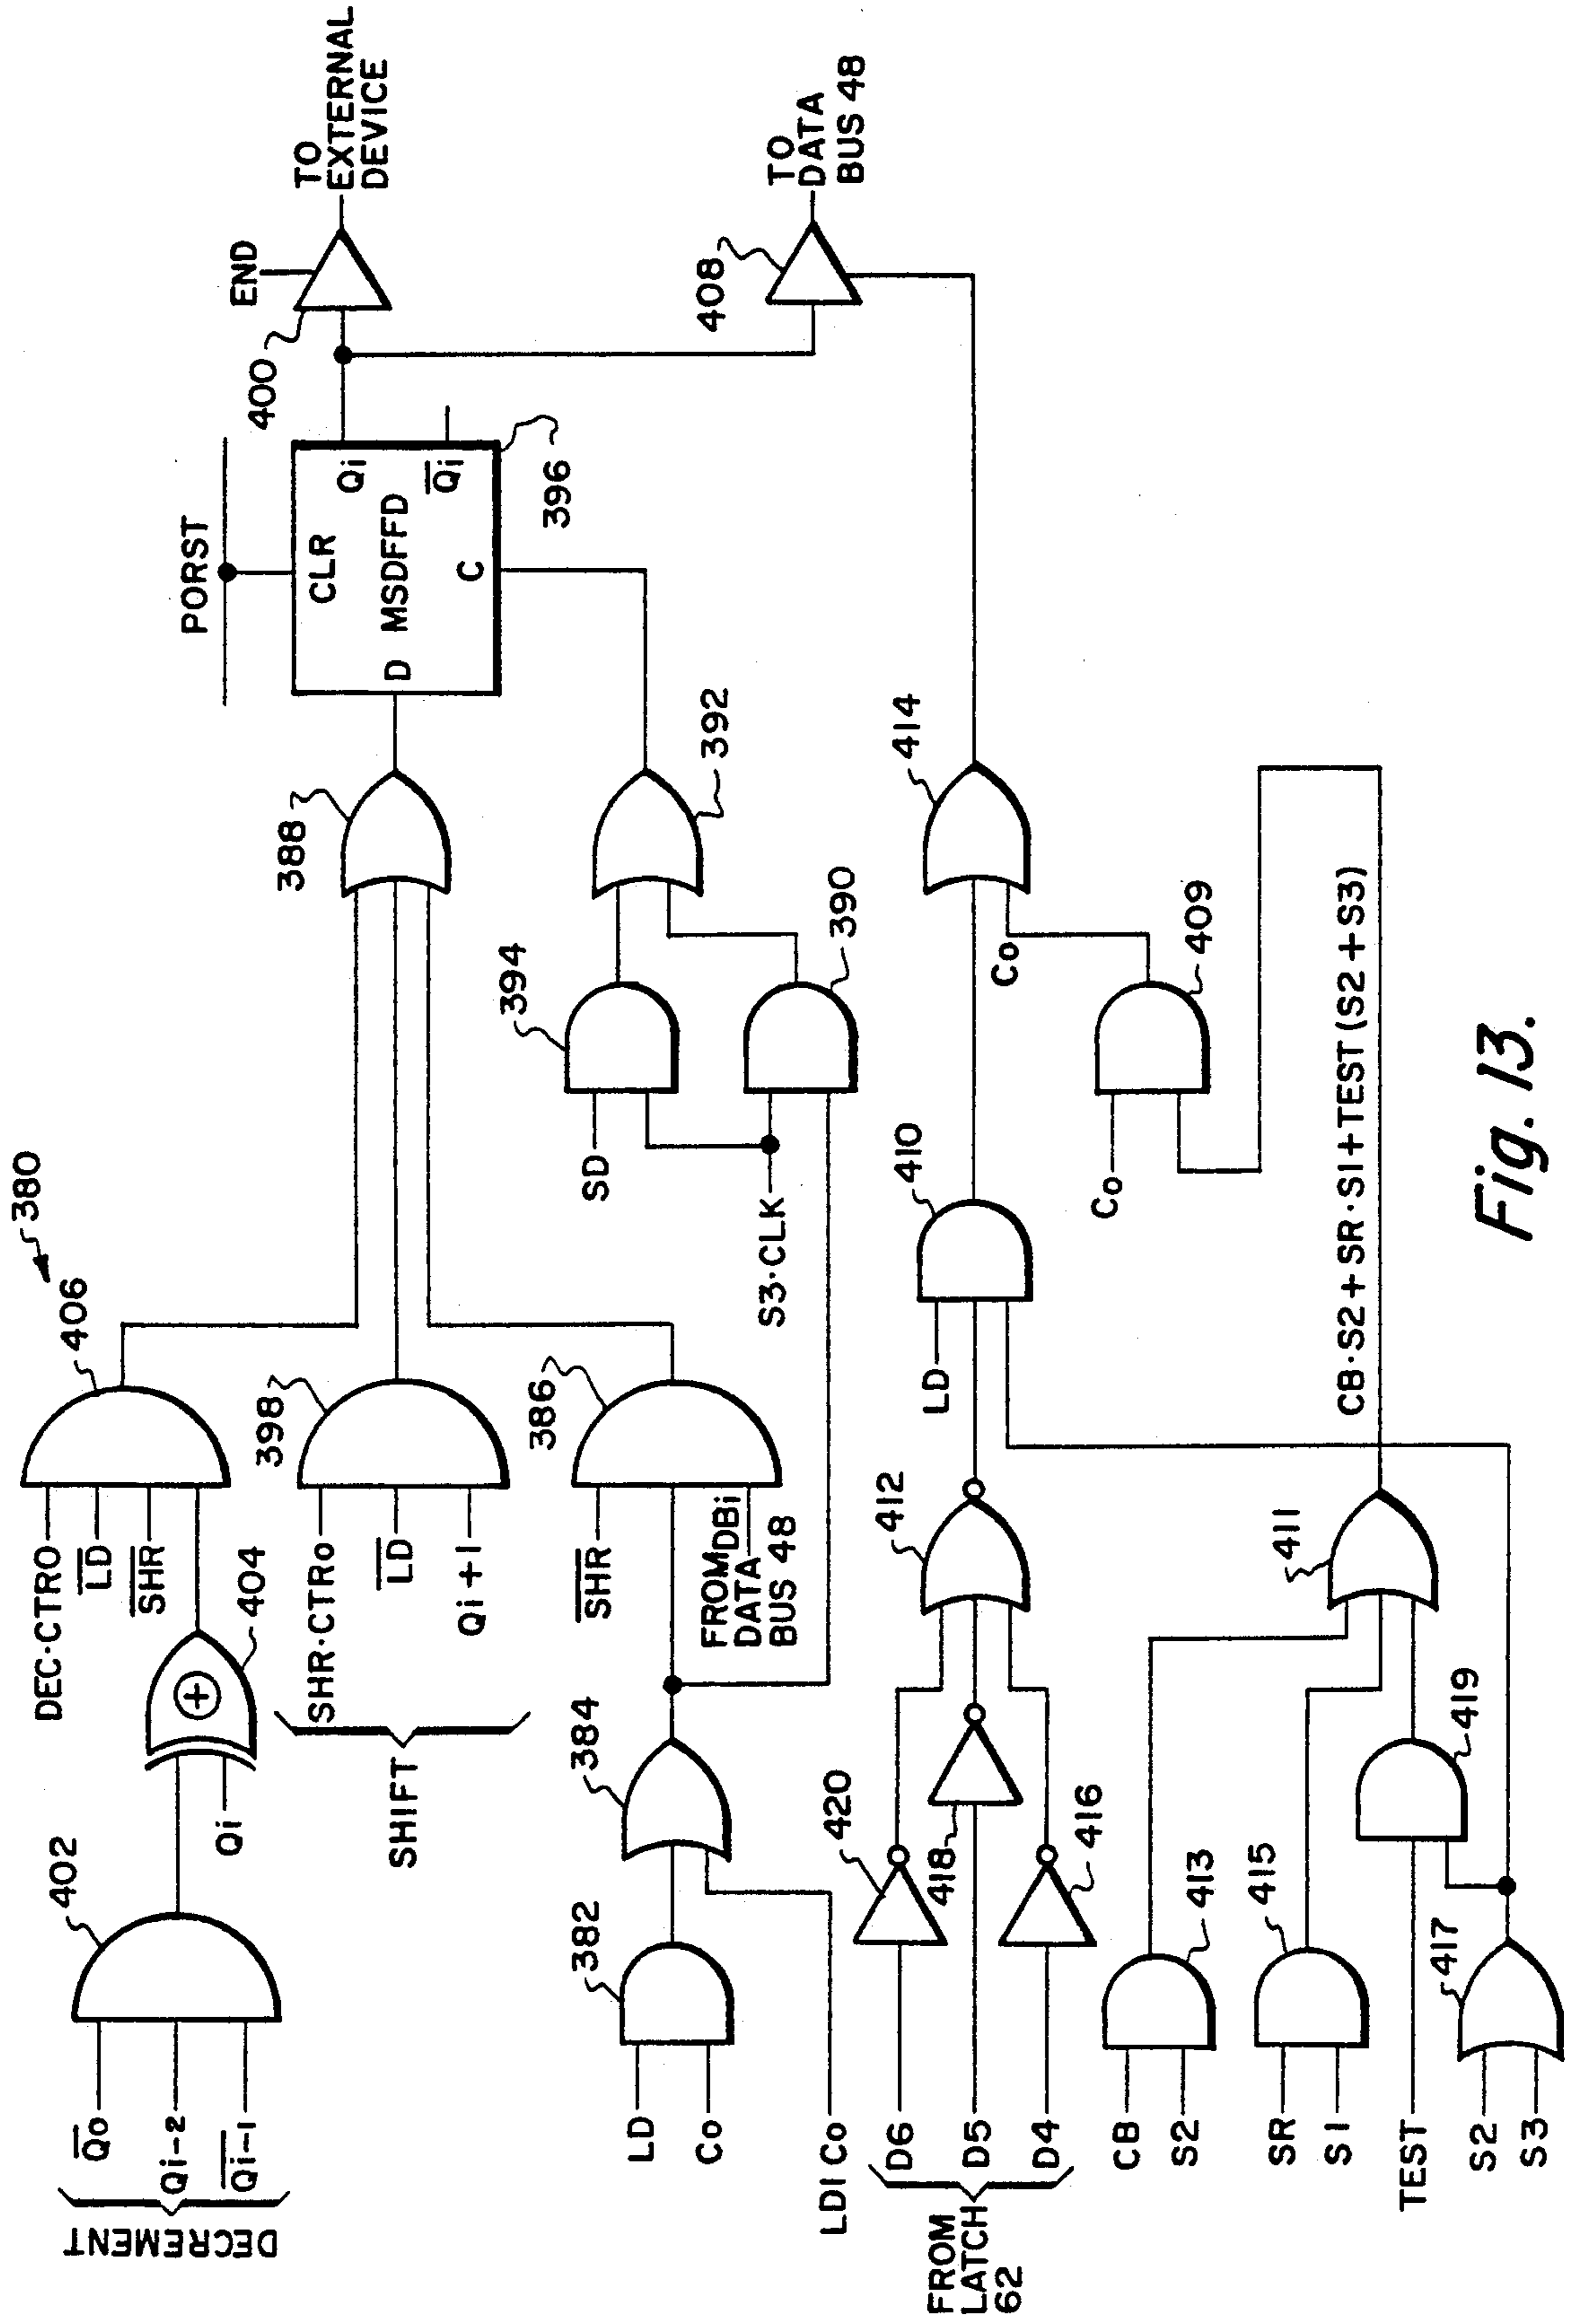 380
DECREMENT
Q̅o̅
Qi-2
Q̅i̅-̅1̅
402
Qi
404
DEC·CTRO
L̅D̅
S̅H̅R̅
406
SHIFT
SHR·CTRo
L̅D̅
Qi+1
398
388
PORST
CLR
D
MSDFFD
C
Qi
Q̅i̅
396
400
END
TO
EXTERNAL
DEVICE
LD
Co
382
LDI Co
384
S̅H̅R̅
FROM DBi
DATA
BUS 48
386
SD
S3·CLK
394
390
392
408
TO
DATA
BUS 48
FROM
LATCH
62
D6
D5
D4
420
418
416
412
LD
410
Co
414
Co
409
CB
S2
413
SR
S1
415
TEST
419
S2
S3
417
411
CB·S2+SR·S1+TEST(S2+S3)
Fig. 13.